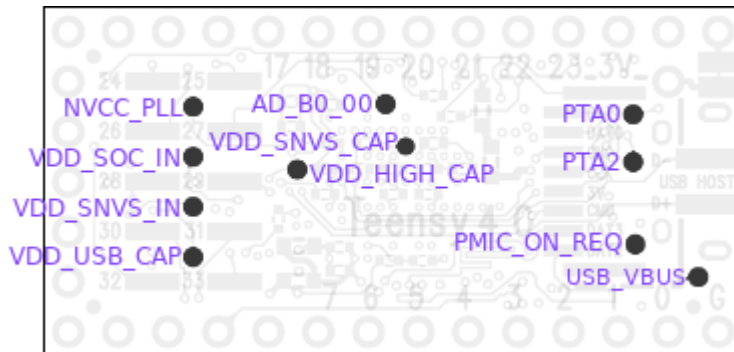 17 18 19 20 21 22 23 3V
24 25
NVCC_PLL
AD_B0_00
PTA0
26 27
VDD_SNVS_CAP
VDD_SOC_IN
PTA2
D-
VDD_HIGH_CAP
28 29
USB HOST
VDD_SNVS_IN
D+
Teensy 4.0
30 31
PMIC_ON_REQ
VDD_USB_CAP
USB_VBUS
32 33
7 6 5 4 3 2 1 0 G